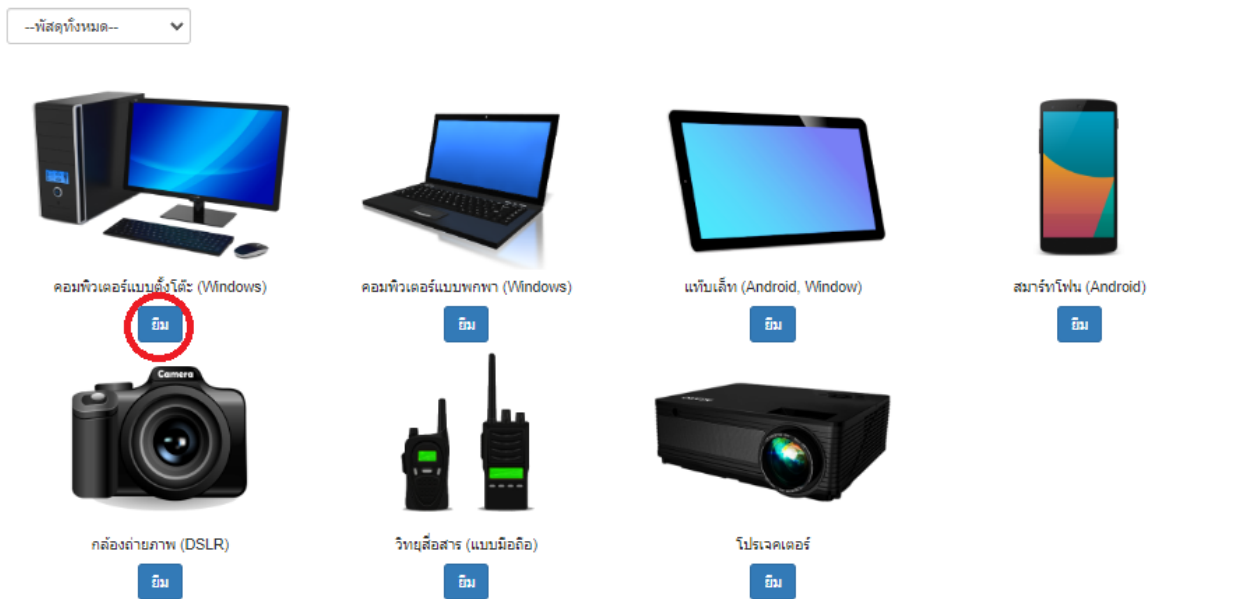 --พัสดุทั้งหมด--
คอมพิวเตอร์แบบตั้งโต๊ะ (Windows)
คอมพิวเตอร์แบบพกพา (Windows)
แท๊บเล็ท (Android, Window)
สมาร์ทโฟน (Android)
ยืม
ยืม
ยืม
ยืม
Camera
กล้องถ่ายภาพ (DSLR)
วิทยุสื่อสาร (แบบมือถือ)
โปรเจคเตอร์
ยืม
ยืม
ยืม